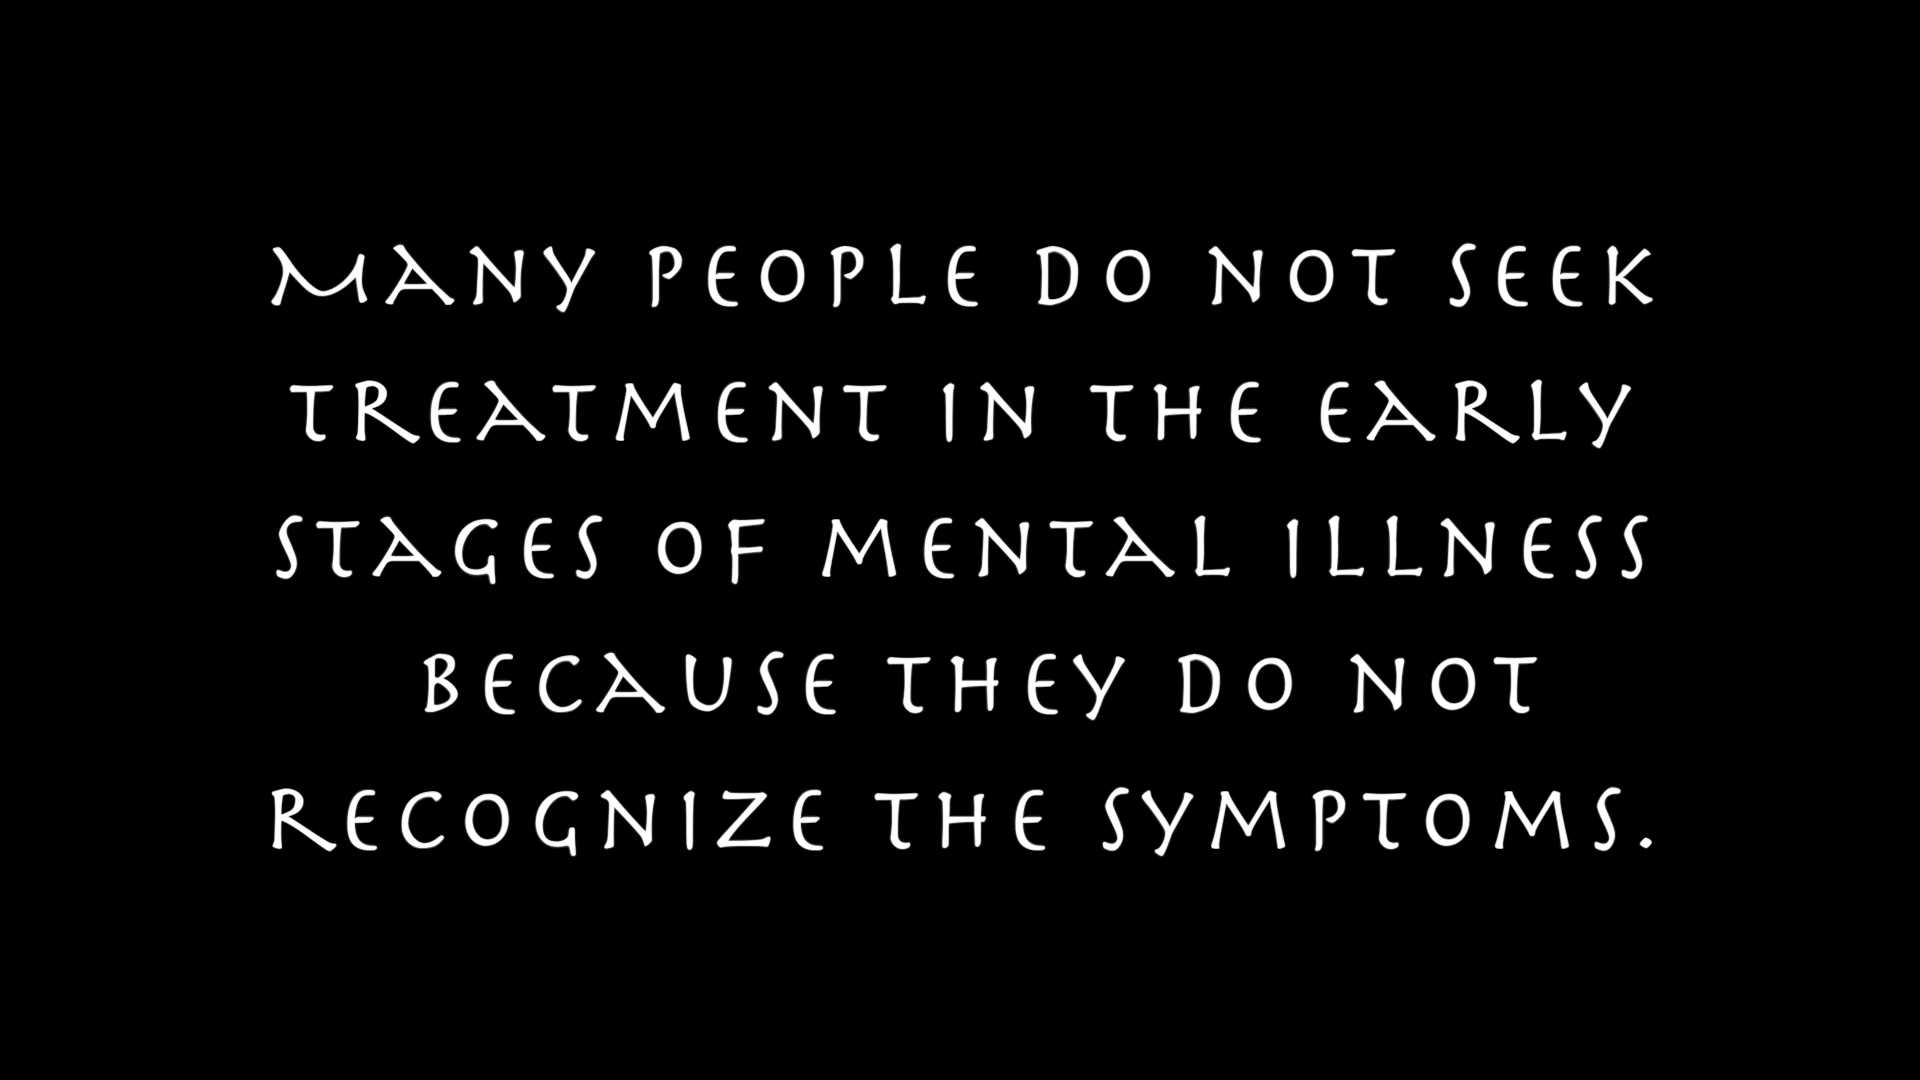 Many people do not seek
treatment in the early
stages of mental illness
because they do not
recognize the symptoms.